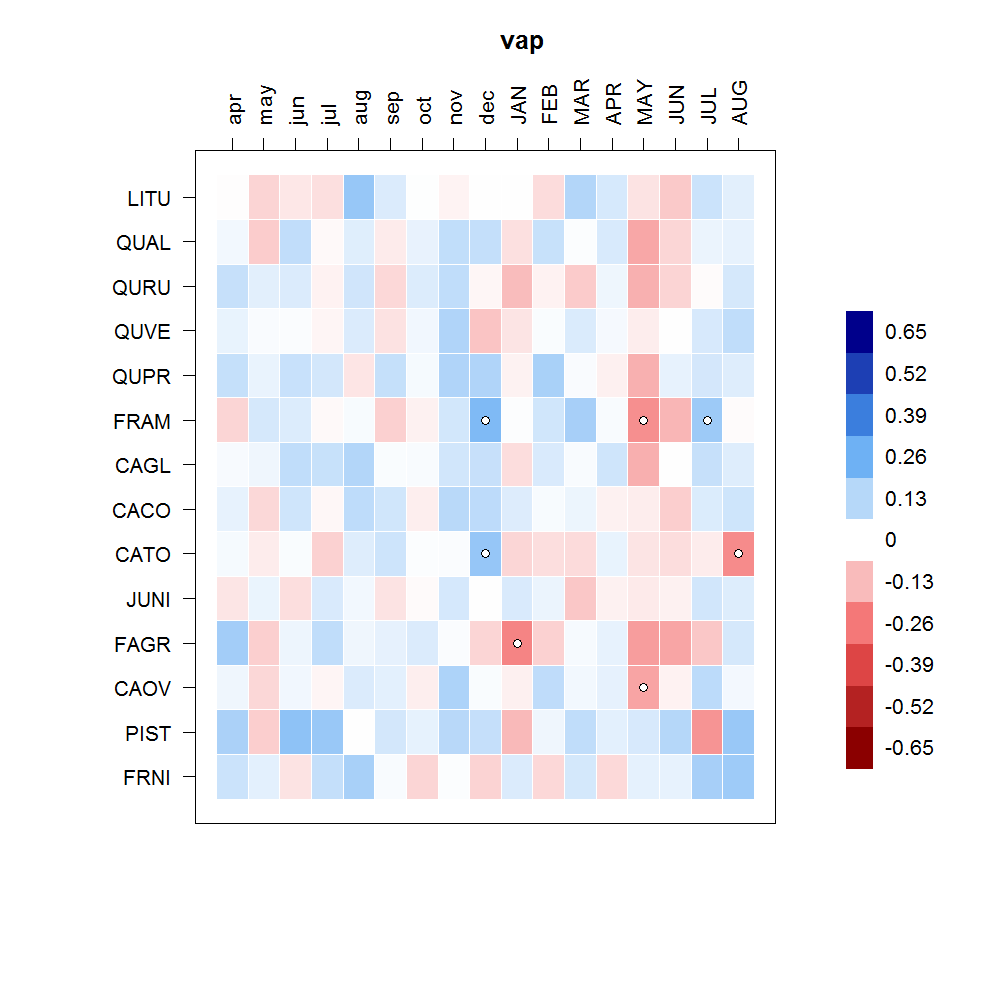 vap
apr may jun jul aug sep oct nov dec JAN FEB MAR APR MAY JUN JUL AUG
LITU
QUAL
QURU
QUVE
QUPR
FRAM
CAGL
CACO
CATO
JUNI
FAGR
CAOV
PIST
FRNI
0.65
0.52
0.39
0.26
0.13
0
-0.13
-0.26
-0.39
-0.52
-0.65